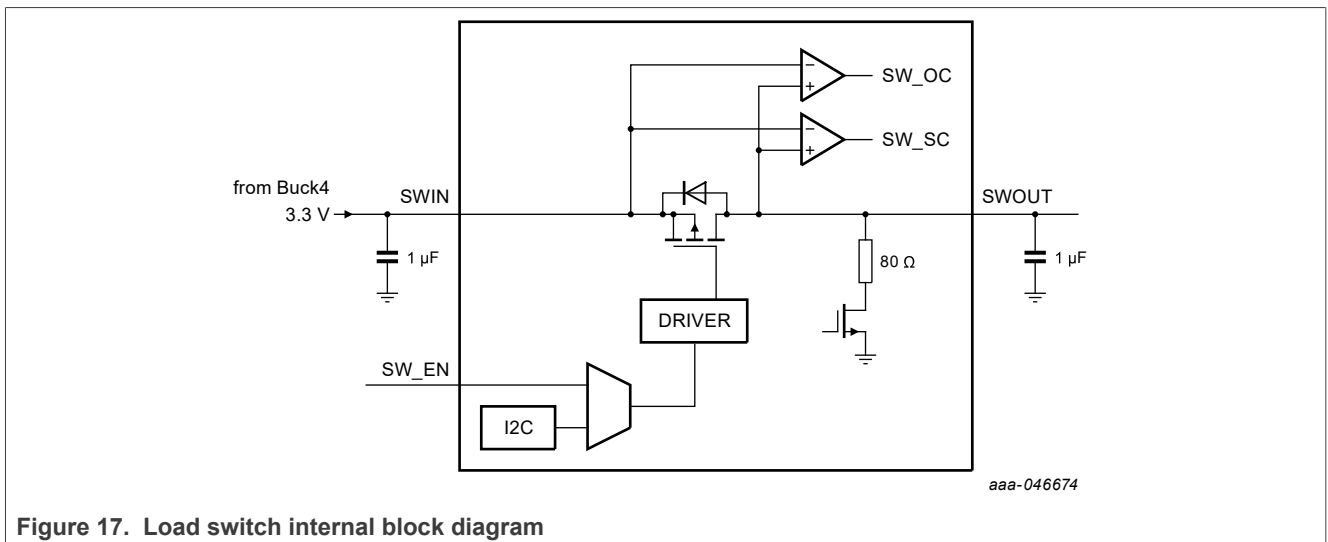 SW_OC
SW_SC
from Buck4
3.3 V
SWIN
SWOUT
1 µF
80 Ω
1 µF
DRIVER
SW_EN
I2C
aaa-046674
Figure 17. Load switch internal block diagram